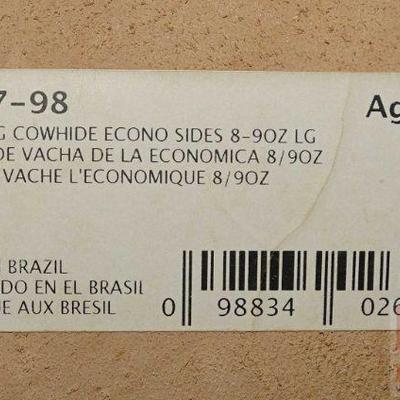 7-98 Ag
G COWHIDE ECONO SIDES 8-9OZ LG
DE VACHA DE LA ECONOMICA 8/9OZ
VACHE L'ECONOMIQUE 8/9OZ
N BRAZIL
DO EN EL BRASIL
UE AUX BRESIL
0 98834 026